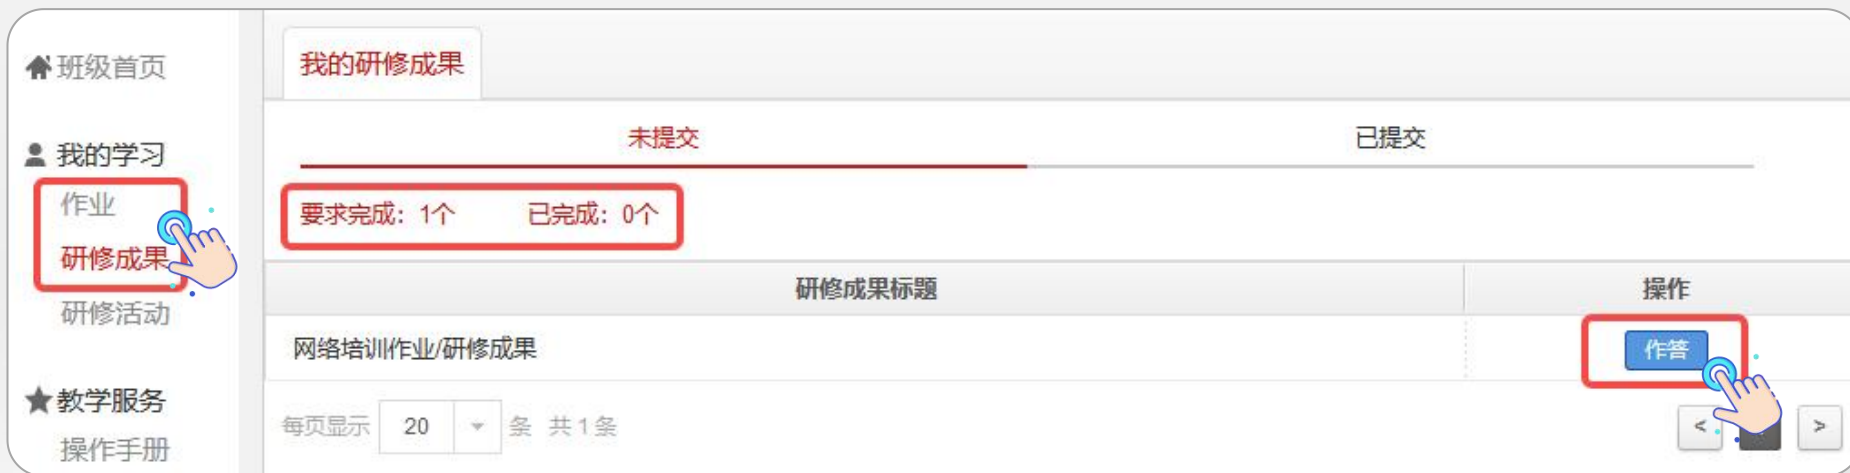 班级首页
我的学习
作业
研修成果
研修活动
教学服务
操作手册
我的研修成果
未提交 已提交
要求完成：1个 已完成：0个
研修成果标题 操作
网络培训作业/研修成果 作答
每页显示 20 条 共 1 条 < >